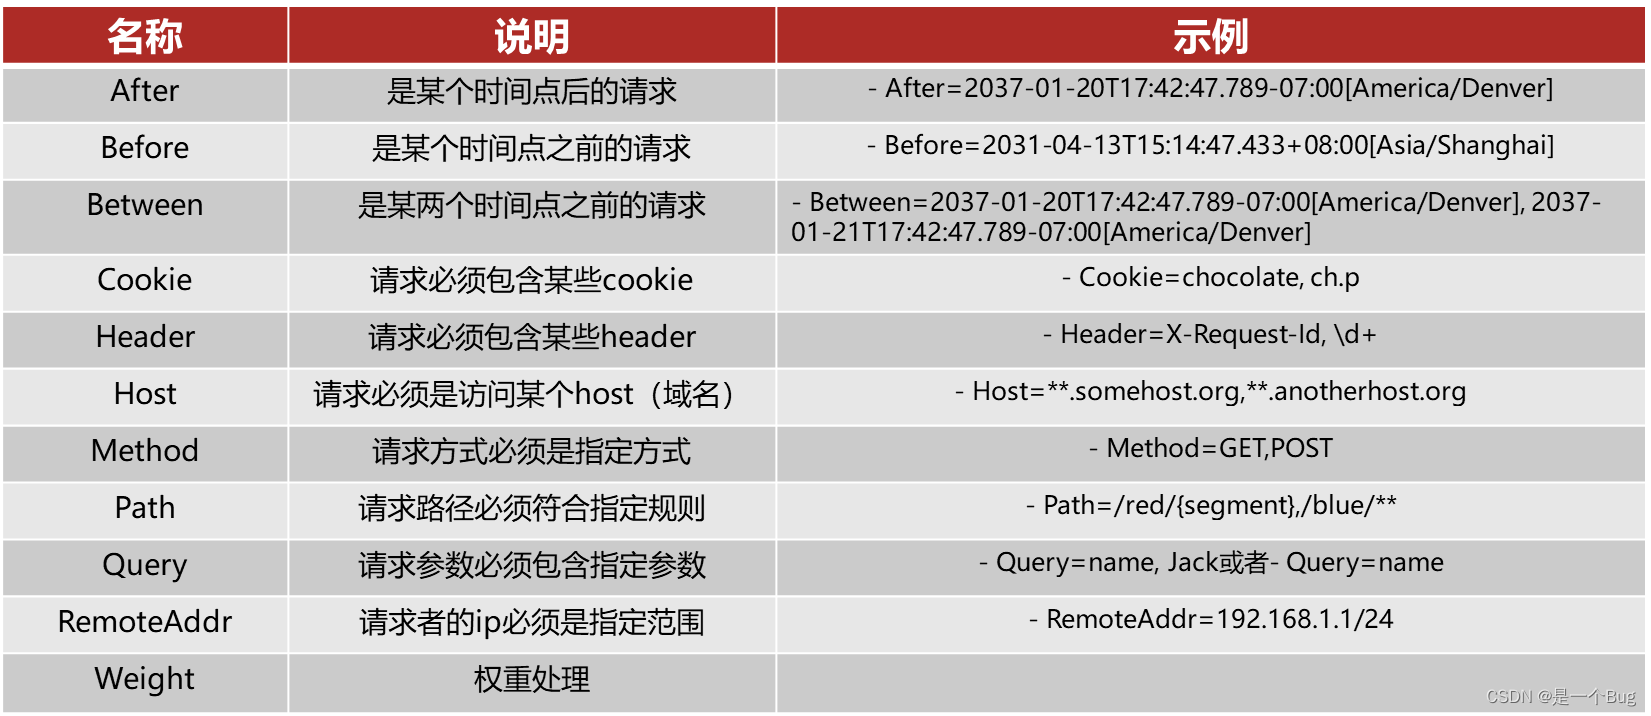 名称 说明 示例
After 是某个时间点后的请求 - After=2037-01-20T17:42:47.789-07:00[America/Denver]
Before 是某个时间点之前的请求 - Before=2031-04-13T15:14:47.433+08:00[Asia/Shanghai]
Between 是某两个时间点之前的请求 - Between=2037-01-20T17:42:47.789-07:00[America/Denver], 2037-
01-21T17:42:47.789-07:00[America/Denver]
Cookie 请求必须包含某些cookie - Cookie=chocolate, ch.p
Header 请求必须包含某些header - Header=X-Request-Id, \d+
Host 请求必须是访问某个host（域名） - Host=**.somehost.org,**.anotherhost.org
Method 请求方式必须是指定方式 - Method=GET,POST
Path 请求路径必须符合指定规则 - Path=/red/{segment},/blue/**
Query 请求参数必须包含指定参数 - Query=name, Jack或者- Query=name
RemoteAddr 请求者的ip必须是指定范围 - RemoteAddr=192.168.1.1/24
Weight 权重处理
CSDN @是一个Bug